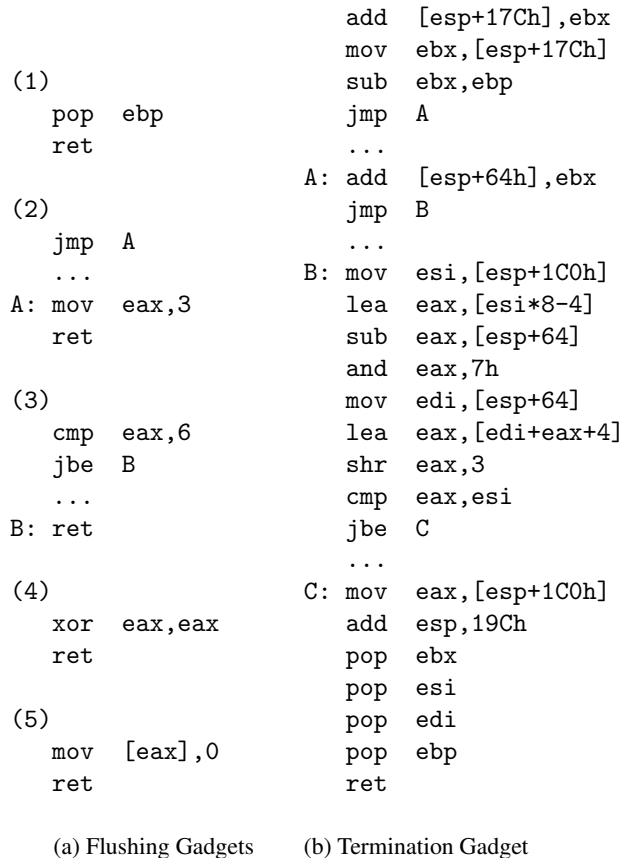 (1)
pop ebp
ret
(2)
jmp A
...
A: mov eax,3
ret
(3)
cmp eax,6
jbe B
...
B: ret
(4)
xor eax,eax
ret
(5)
mov [eax],0
ret
(a) Flushing Gadgets
add [esp+17Ch],ebx
mov ebx,[esp+17Ch]
sub ebx,ebp
jmp A
...
A: add [esp+64h],ebx
jmp B
...
B: mov esi,[esp+1C0h]
lea eax,[esi*8-4]
sub eax,[esp+64]
and eax,7h
mov edi,[esp+64]
lea eax,[edi+eax+4]
shr eax,3
cmp eax,esi
jbe C
...
C: mov eax,[esp+1C0h]
add esp,19Ch
pop ebx
pop esi
pop edi
pop ebp
ret
(b) Termination Gadget